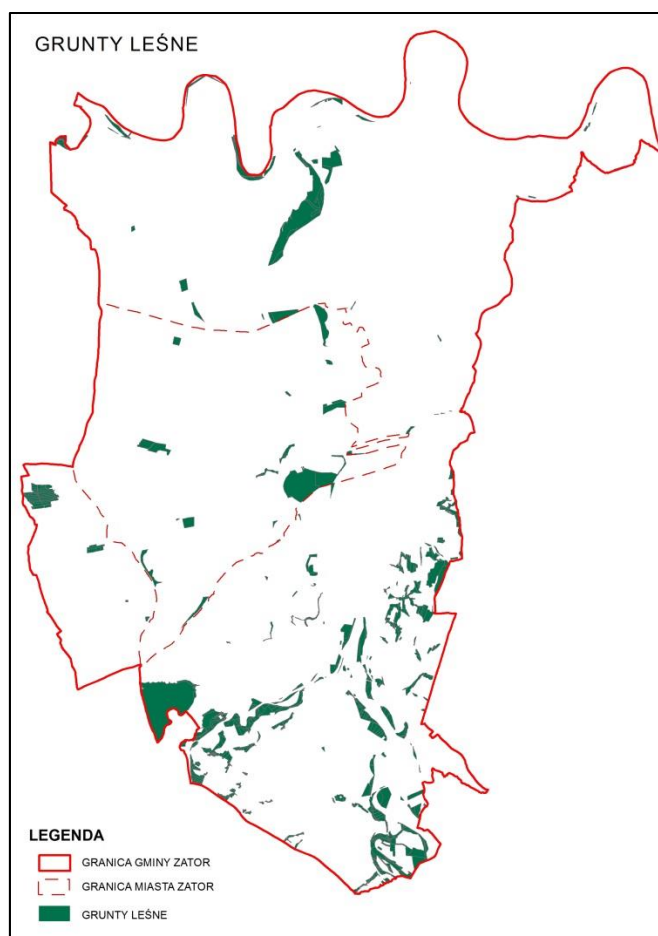 GRUNTY LEŚNE
LEGENDA
GRANICA GMINY ZATOR
GRANICA MIASTA ZATOR
GRUNTY LEŚNE